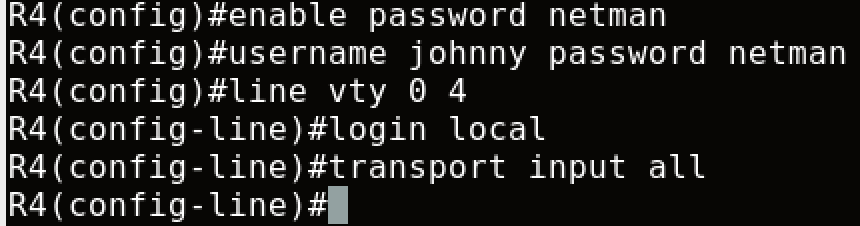 R4(config)#enable password netman
R4(config)#username johnny password netman
R4(config)#line vty 0 4
R4(config-line)#login local
R4(config-line)#transport input all
R4(config-line)#